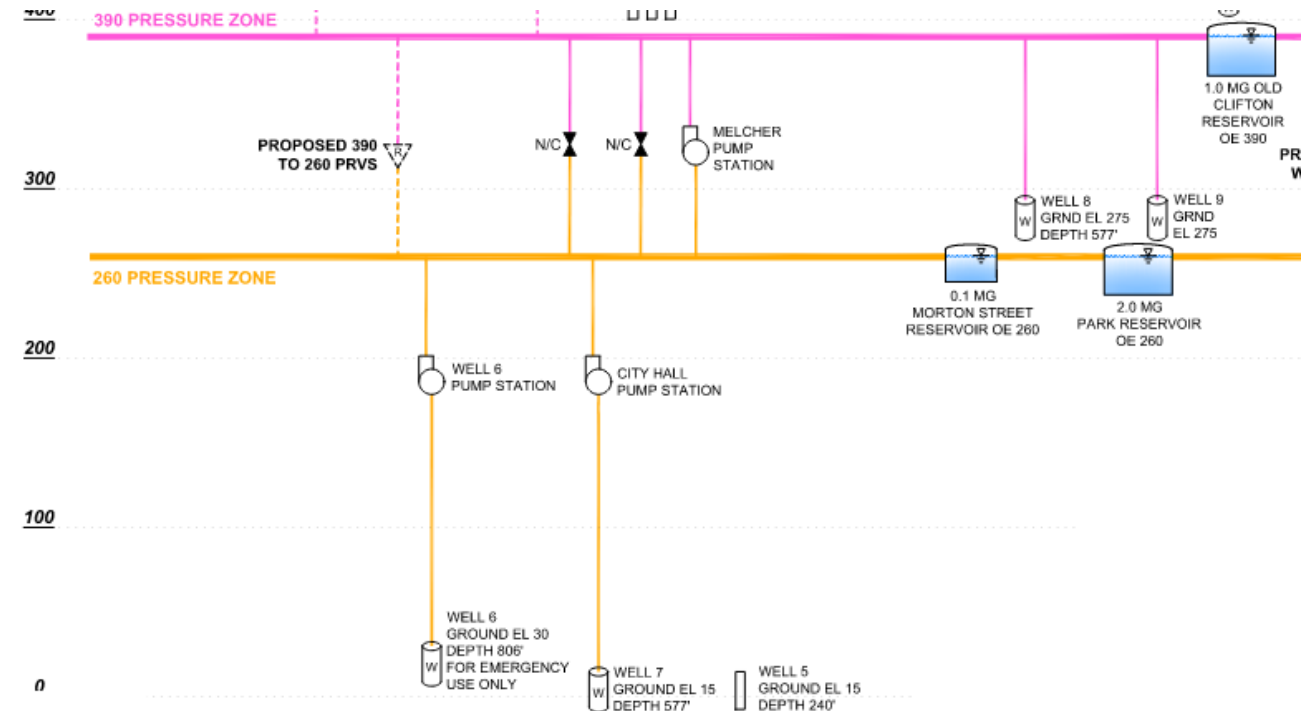 400
390 PRESSURE ZONE
1.0 MG OLD
CLIFTON
RESERVOIR
OE 390
PROPOSED 390
TO 260 PRVS
R
N/C
N/C
MELCHER
PUMP
STATION
PR
W
300
W
WELL 8
GRND EL 275
DEPTH 577'
W
WELL 9
GRND
EL 275
260 PRESSURE ZONE
0.1 MG
MORTON STREET
RESERVOIR OE 260
2.0 MG
PARK RESERVOIR
OE 260
200
WELL 6
PUMP STATION
CITY HALL
PUMP STATION
100
W
WELL 6
GROUND EL 30
DEPTH 806'
FOR EMERGENCY
USE ONLY
0
W
WELL 7
GROUND EL 15
DEPTH 577'
WELL 5
GROUND EL 15
DEPTH 240'